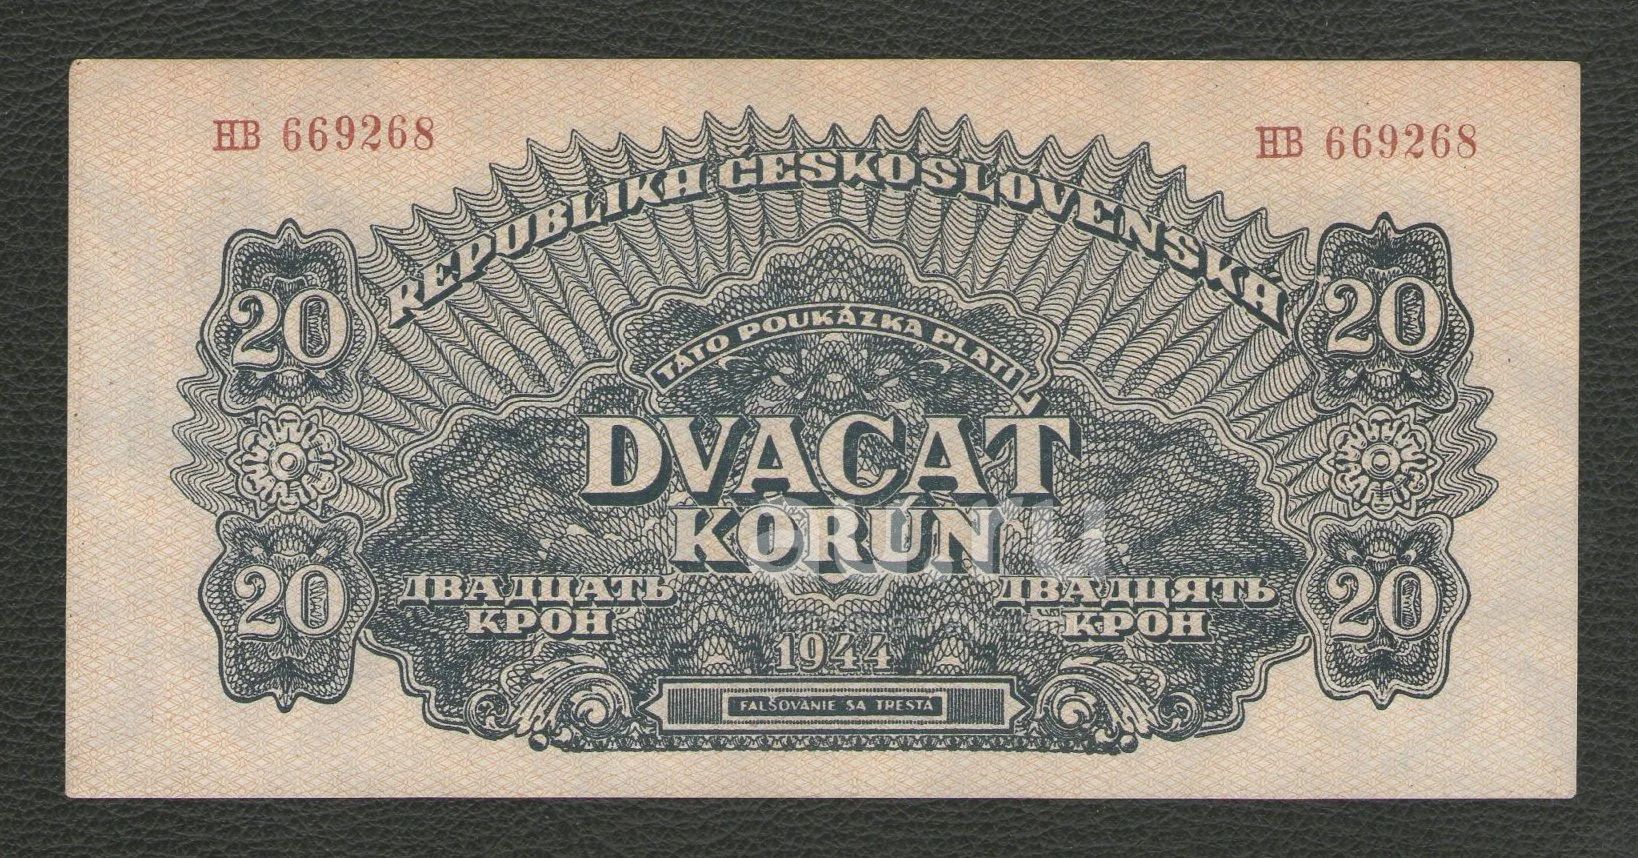 HB 669268
HB 669268
REPUBLIKA ČESKOSLOVENSKÁ
20
20
TÁTO POUKÁZKA PLATÍ
DVACAŤ
KORÚN
20
20
ДВАДЦАТЬ
КРОН
ДВАДЦЯТЬ
КРОН
1944
FALŠOVANIE SA TRESTÁ